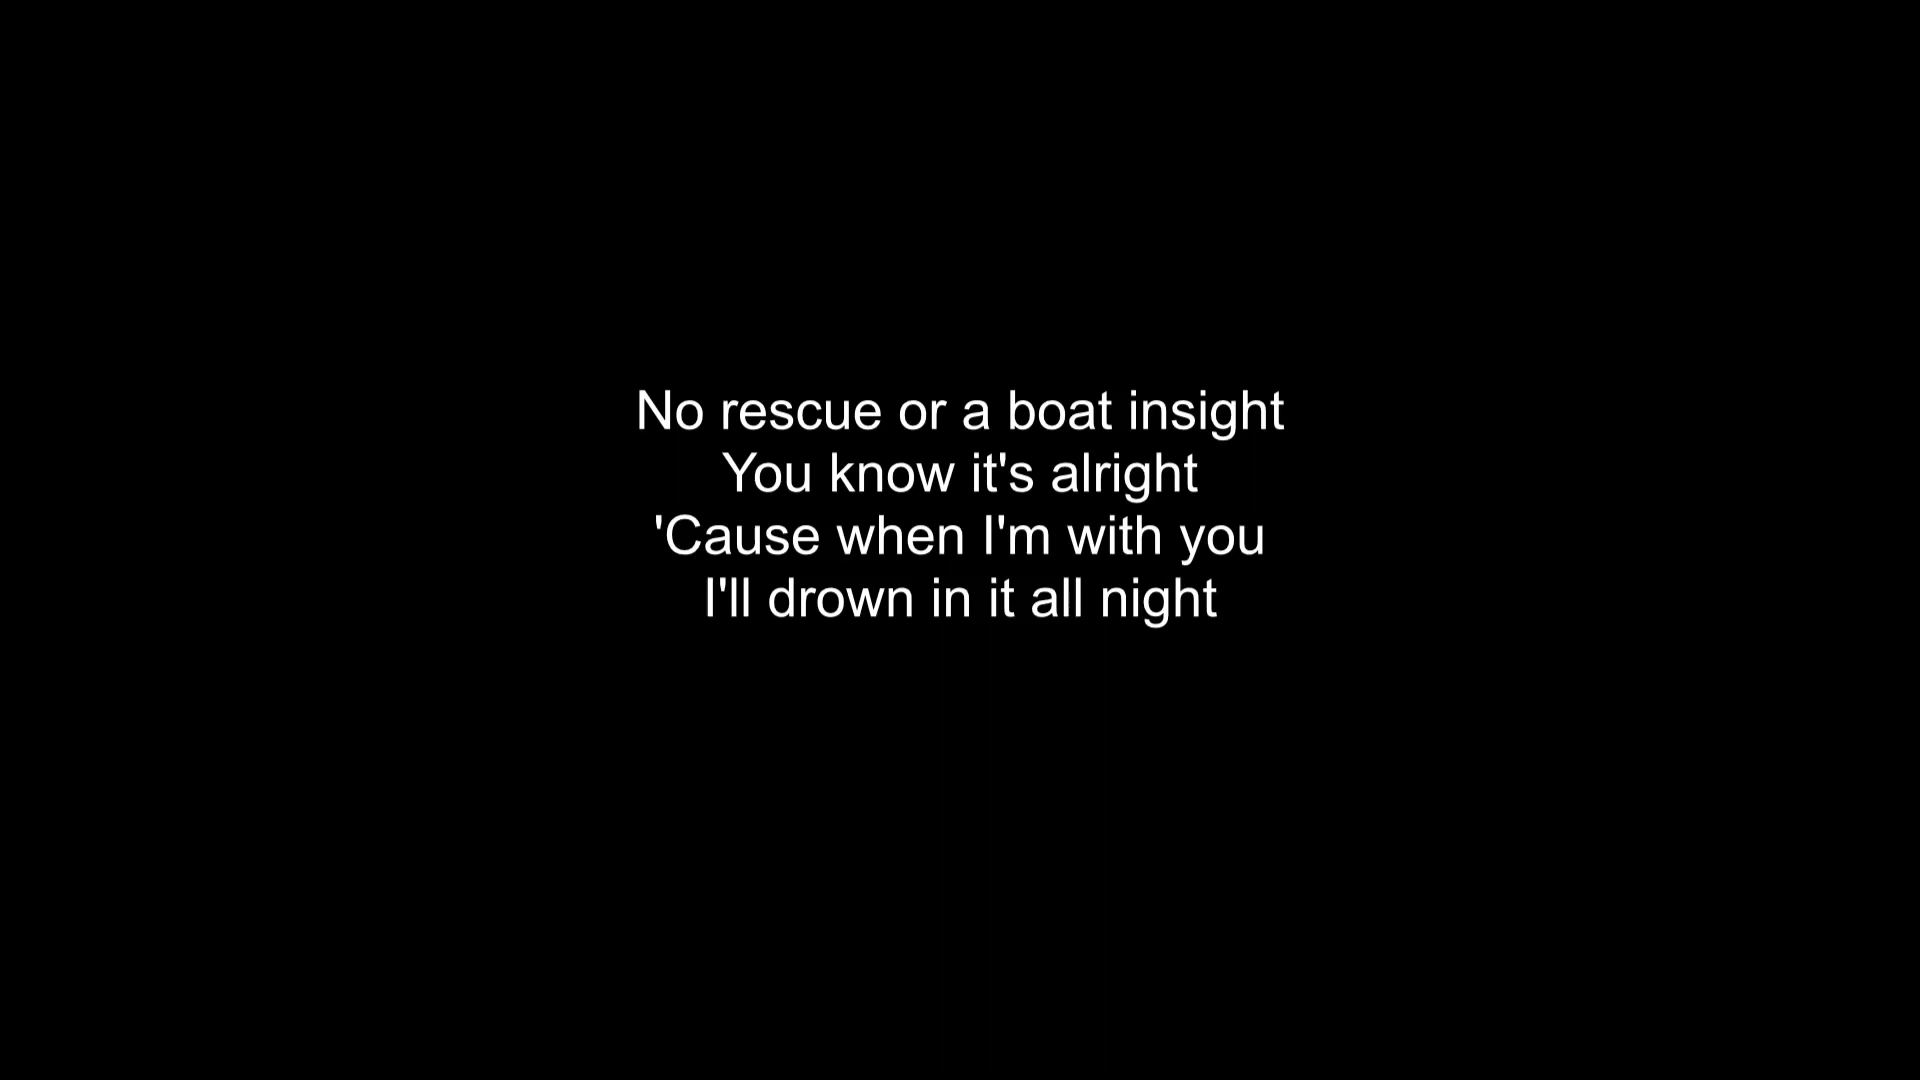 No rescue or a boat insight
You know it's alright
'Cause when I'm with you
I'll drown in it all night